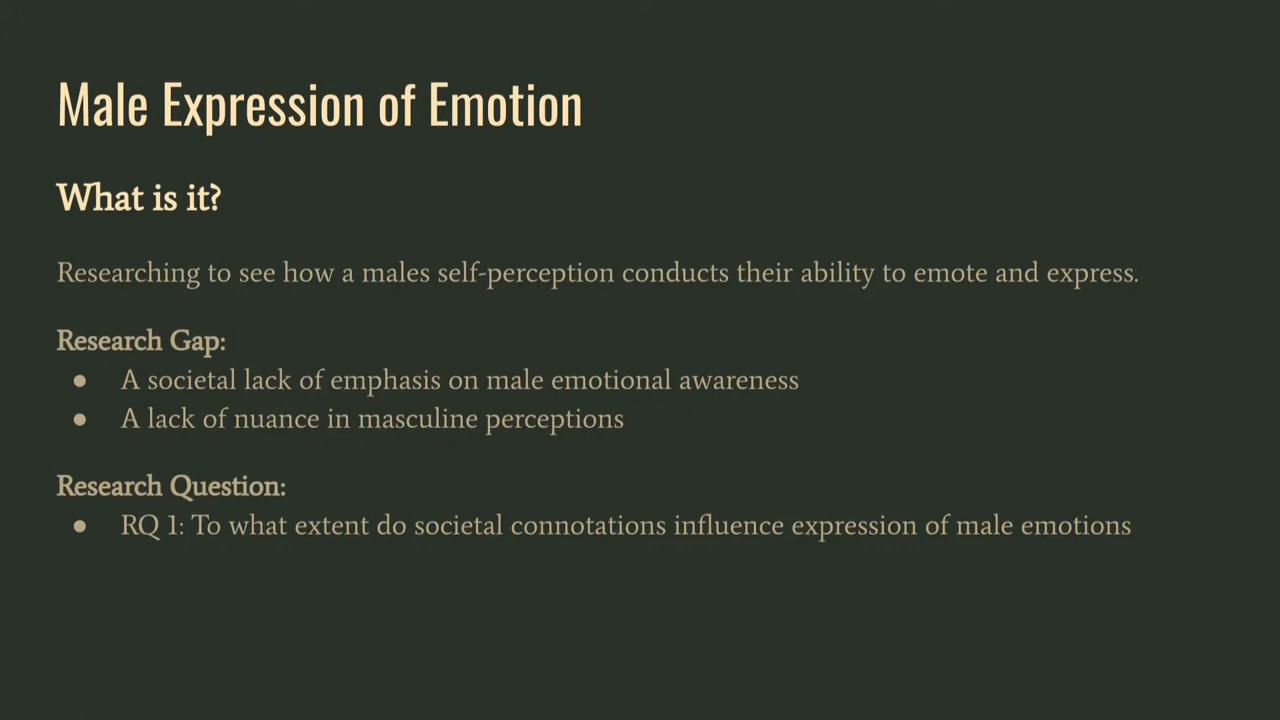 Male Expression of Emotion
What is it?
Researching to see how a males self-perception conducts their ability to emote and express.
Research Gap:
● A societal lack of emphasis on male emotional awareness
● A lack of nuance in masculine perceptions
Research Question:
● RQ 1: To what extent do societal connotations influence expression of male emotions